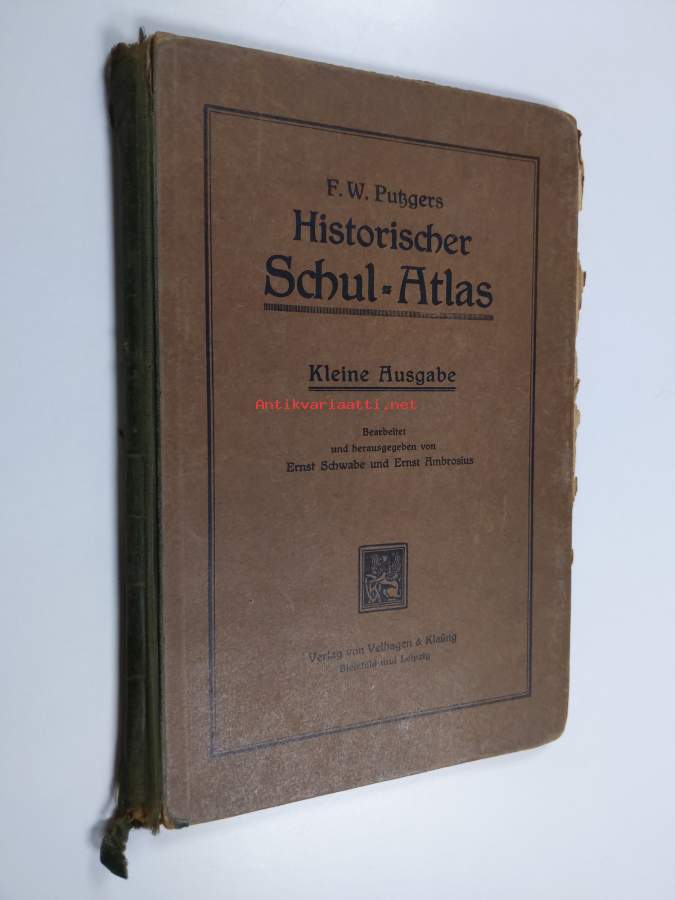 F. W. Putzgers
Historischer
Schul-Atlas
Kleine Ausgabe
Antikvariaatti.net
Bearbeitet
und herausgegeben von
Ernst Schwabe und Ernst Ambrosius
Verlag von Velhagen & Klasing
Bielefeld und Leipzig